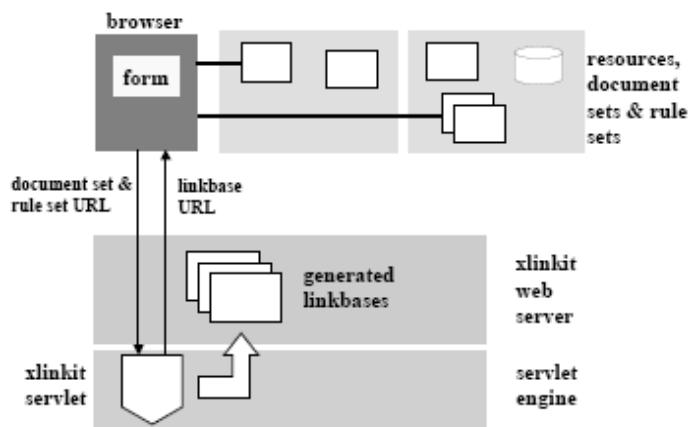 browser
form
resources,
document
sets & rule
sets
document set &
rule set URL
linkbase
URL
generated
linkbases
xlinkit
web
server
xlinkit
servlet
servlet
engine